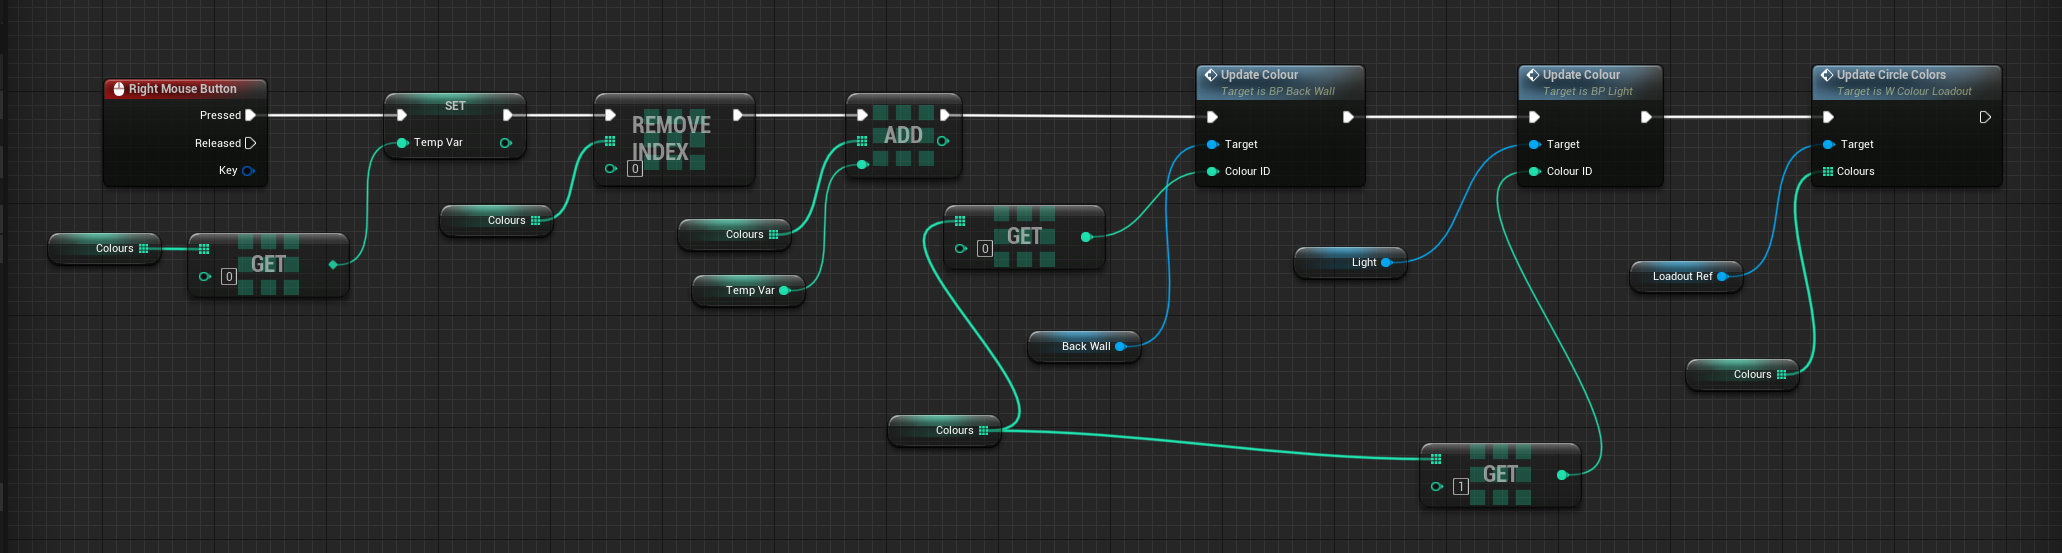 Right Mouse Button
Pressed
Released
Key
Colours
0
GET
SET
Temp Var
Colours
REMOVE
INDEX
0
Colours
Temp Var
ADD
0
GET
Back Wall
Colours
Update Colour
Target is BP Back Wall
Target
Colour ID
Light
1
GET
Update Colour
Target is BP Light
Target
Colour ID
Loadout Ref
Colours
Update Circle Colors
Target is W Colour Loadout
Target
Colours